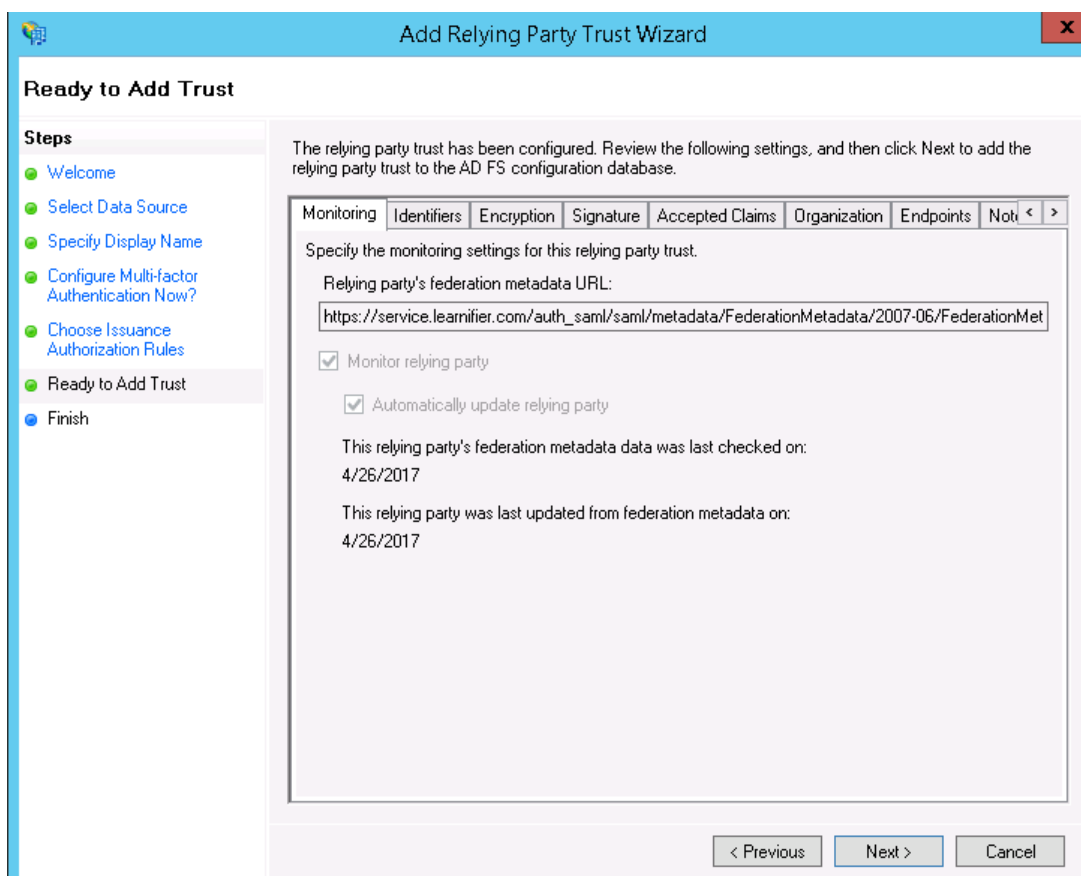 Add Relying Party Trust Wizard
x
Ready to Add Trust
Steps
Welcome
Select Data Source
Specify Display Name
Configure Multi-factor
Authentication Now?
Choose Issuance
Authorization Rules
Ready to Add Trust
Finish
The relying party trust has been configured. Review the following settings, and then click Next to add the
relying party trust to the AD FS configuration database.
Monitoring Identifiers Encryption Signature Accepted Claims Organization Endpoints Not < >
Specify the monitoring settings for this relying party trust.
Relying party's federation metadata URL:
https://service.learnifier.com/auth_saml/saml/metadata/FederationMetadata/2007-06/FederationMet
Monitor relying party
Automatically update relying party
This relying party's federation metadata data was last checked on:
4/26/2017
This relying party was last updated from federation metadata on:
4/26/2017
< Previous Next > Cancel